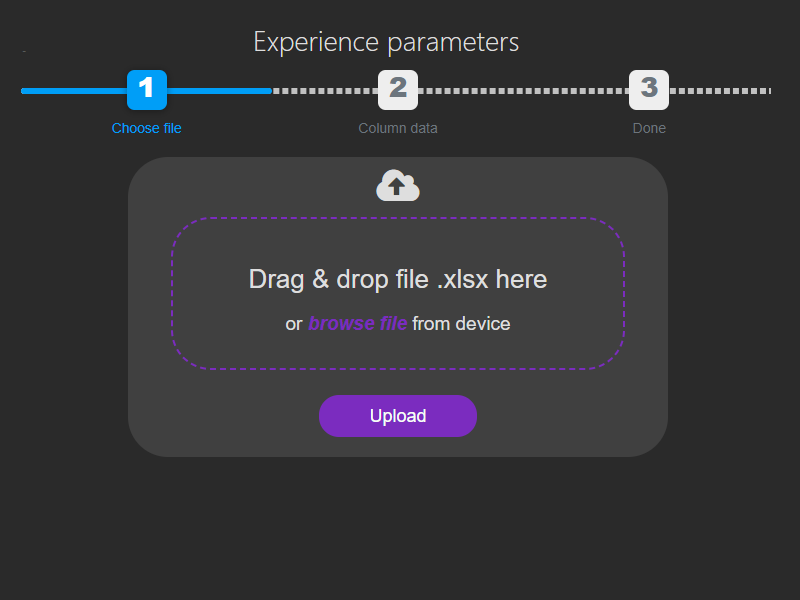 Experience parameters
1
2
3
Choose file
Column data
Done
Drag & drop file .xlsx here
or browse file from device
Upload